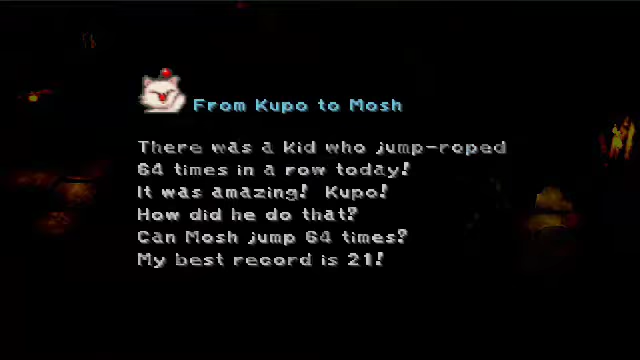 From Kupo to Mosh
There was a kid who jump-roped
64 times in a row today!
It was amazing! Kupo!
How did he do that?
Can Mosh jump 64 times?
My best record is 21!